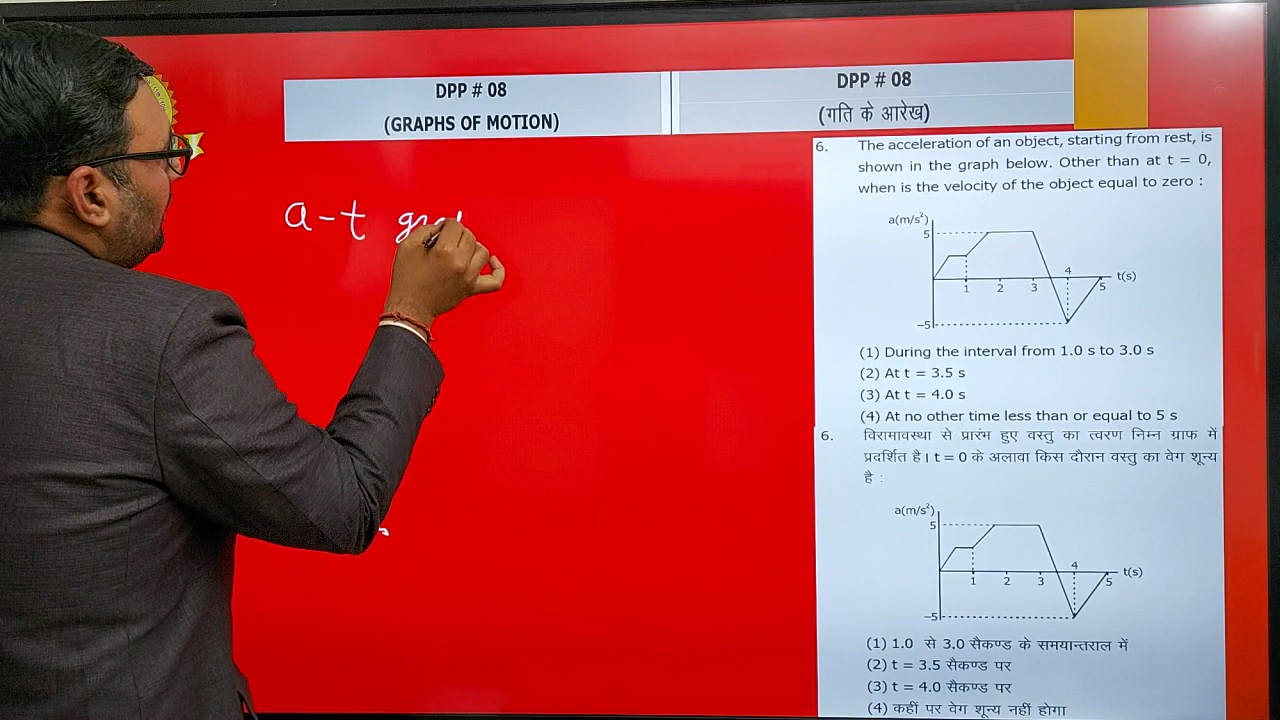 DPP # 08
(GRAPHS OF MOTION)
DPP # 08
(गति के आरेख)
a-t
6. The acceleration of an object, starting from rest, is
shown in the graph below. Other than at t = 0,
when is the velocity of the object equal to zero :
a(m/s²)
5
4
t(s)
1 2 3 5
-5
(1) During the interval from 1.0 s to 3.0 s
(2) At t = 3.5 s
(3) At t = 4.0 s
(4) At no other time less than or equal to 5 s
6. विरामावस्था से प्रारंभ हुए वस्तु का त्वरण निम्न ग्राफ में
प्रदर्शित है। t = 0 के अलावा किस दौरान वस्तु का वेग शून्य
है :
a(m/s²)
5
4
t(s)
1 2 3 5
-5
(1) 1.0 से 3.0 सैकण्ड के समयान्तराल में
(2) t = 3.5 सैकण्ड पर
(3) t = 4.0 सैकण्ड पर
(4) कहीं पर वेग शून्य नहीं होगा